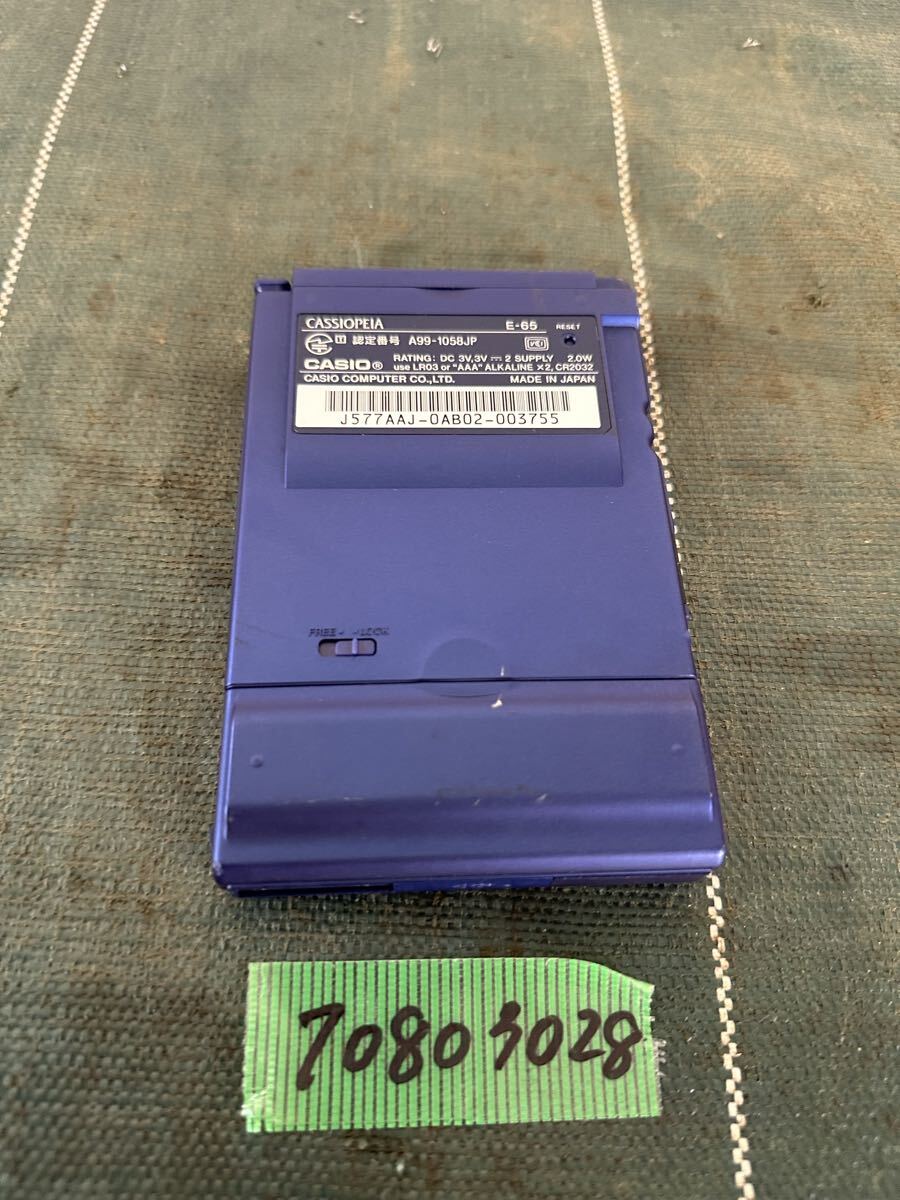 CASSIOPEIA E-65 RESET
T 認定番号 A99-1058JP VCI
RATING: DC 3V,3V⎓2 SUPPLY 2.0W
CASIO® use LR03 or "AAA" ALKALINE ×2, CR2032
CASIO COMPUTER CO.,LTD. MADE IN JAPAN
J577AAJ-0AB02-003755
FREE LOCK
70803028